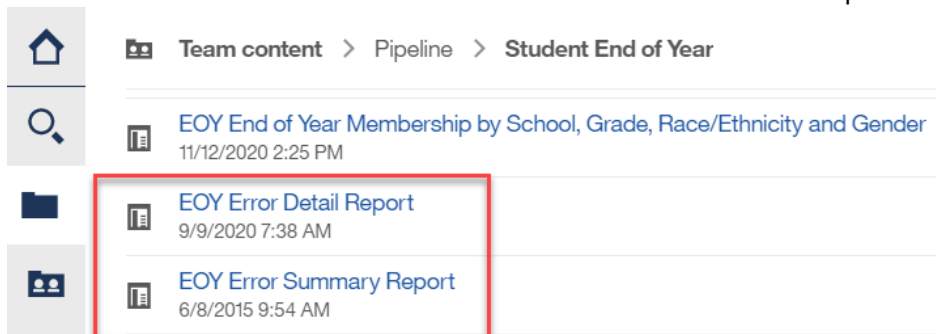 Team content > Pipeline > Student End of Year
EOY End of Year Membership by School, Grade, Race/Ethnicity and Gender
11/12/2020 2:25 PM
EOY Error Detail Report
9/9/2020 7:38 AM
EOY Error Summary Report
6/8/2015 9:54 AM